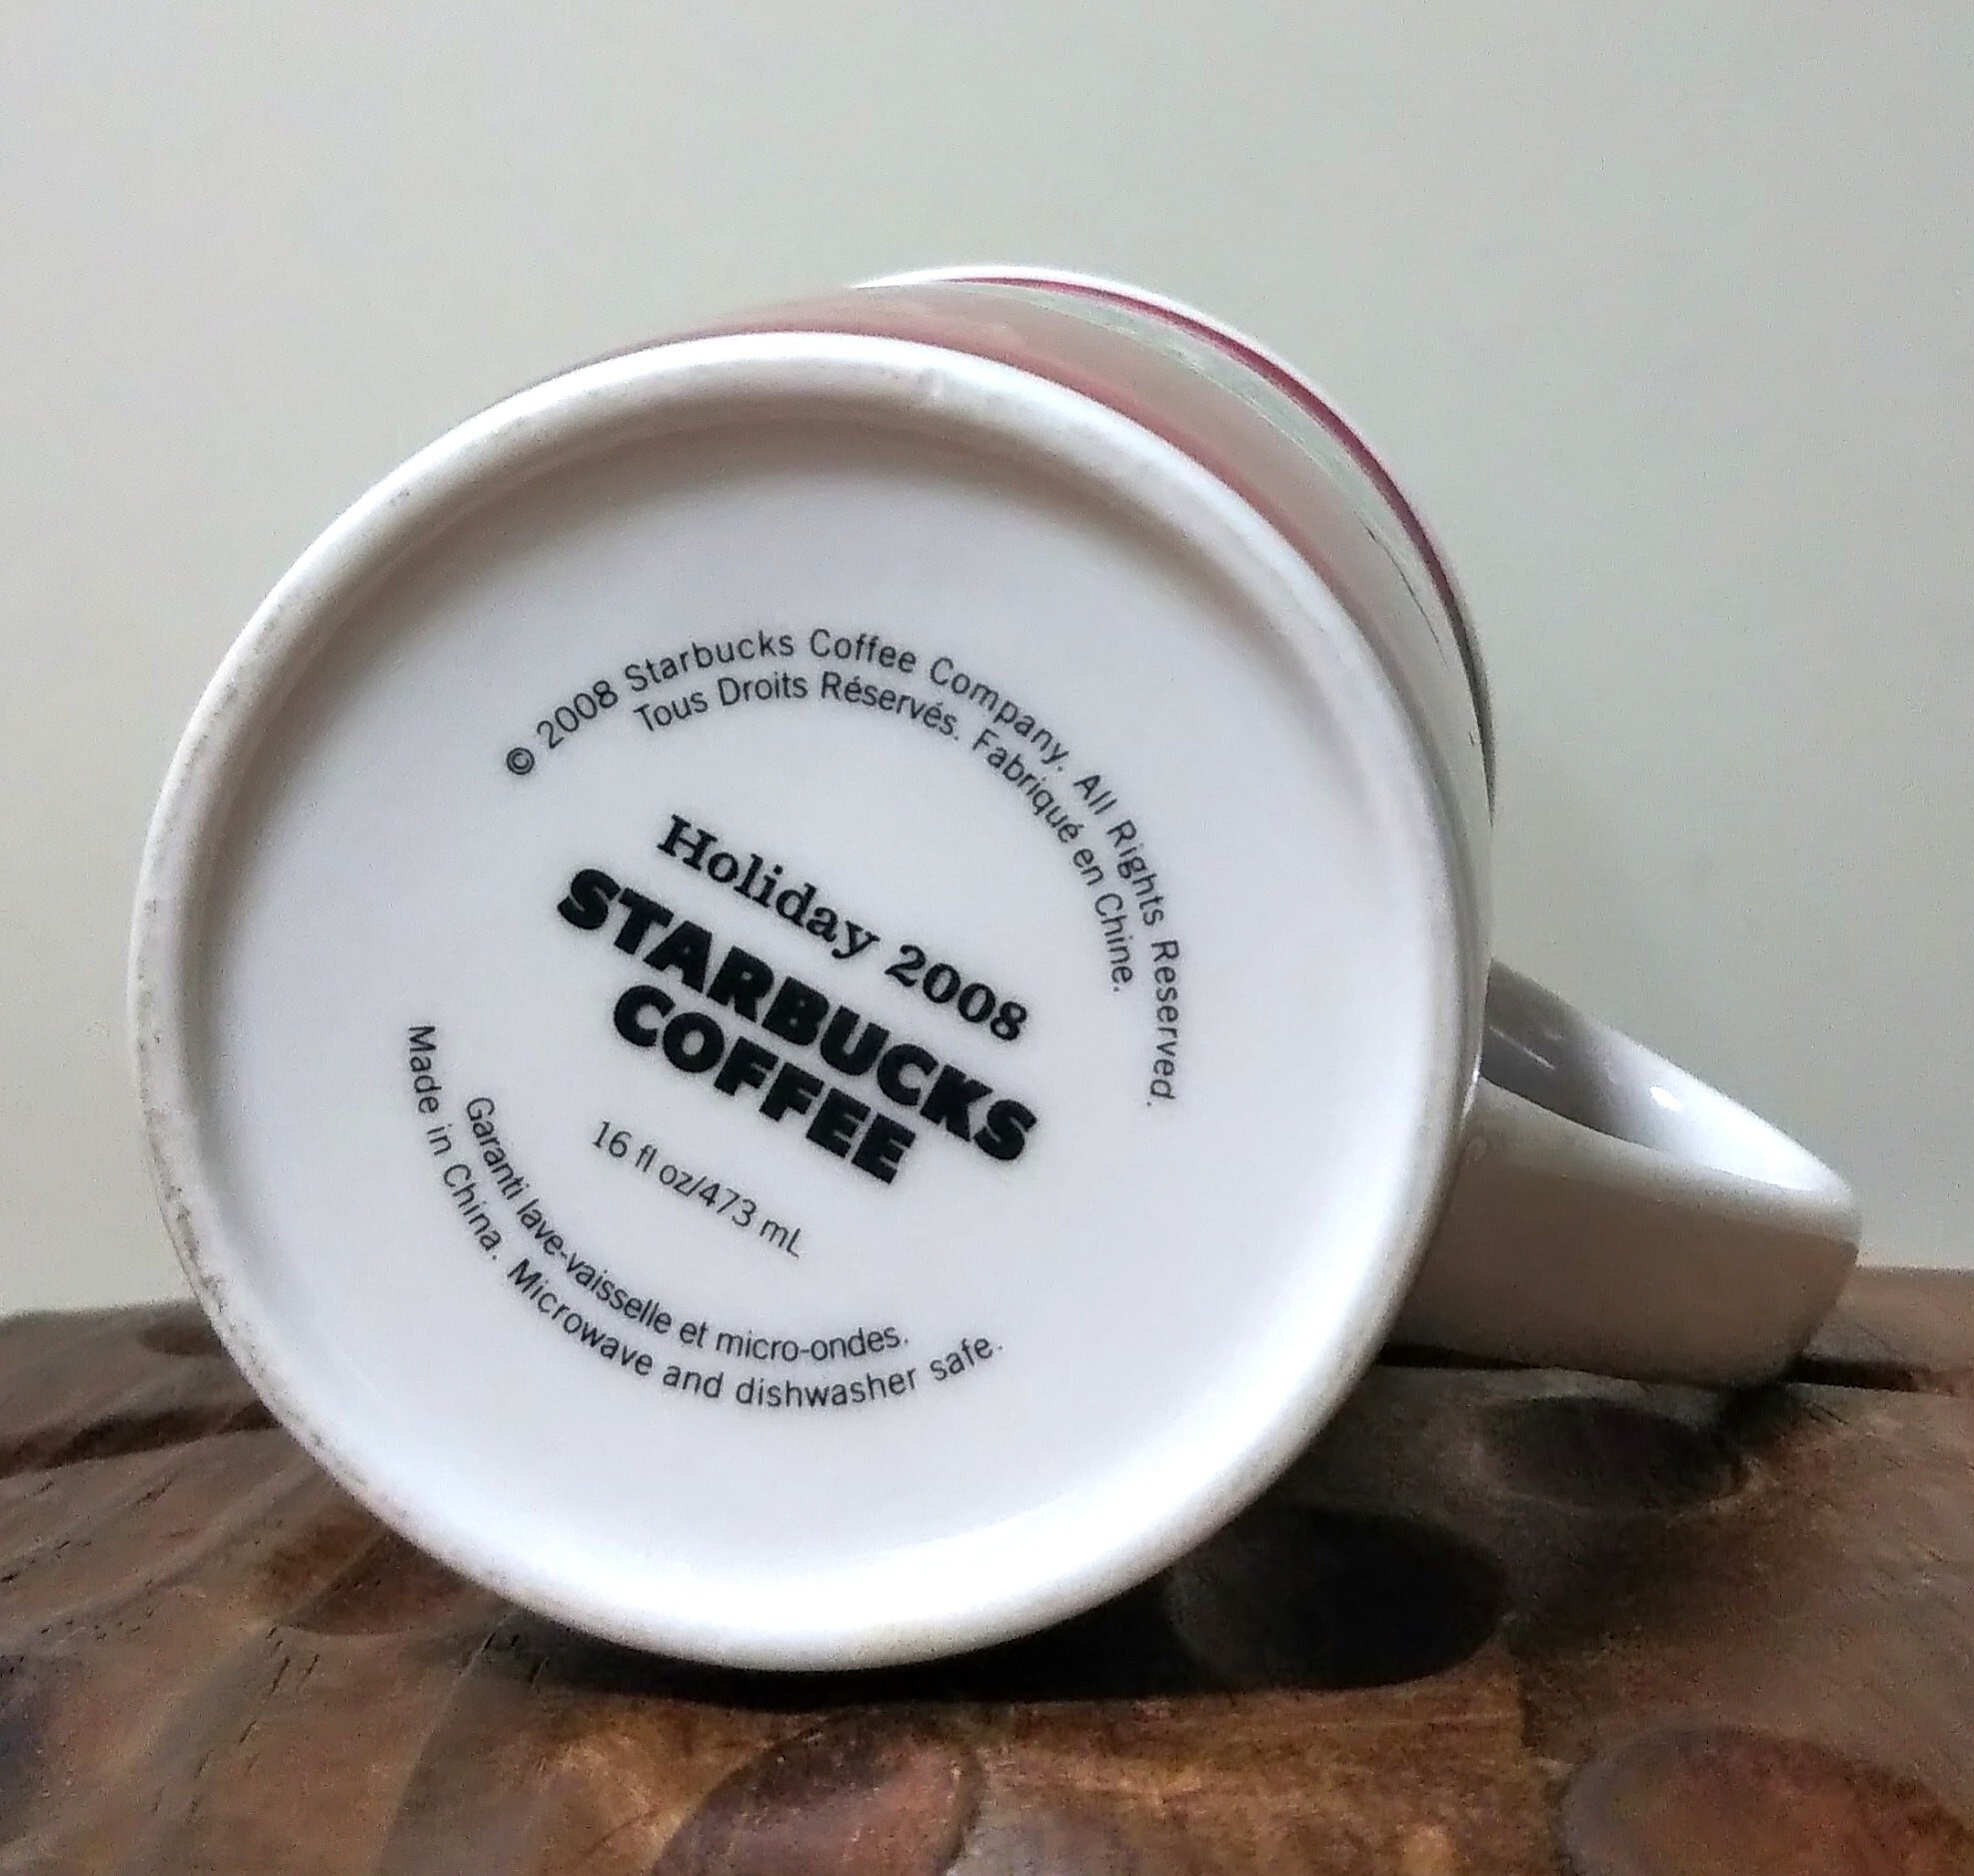 © 2008 Starbucks Coffee Company. All Rights Reserved.
Tous Droits Réservés. Fabriqué en Chine.
Holiday 2008
STARBUCKS
COFFEE
16 fl oz/473 mL
Garanti lave-vaisselle et micro-ondes.
Made in China. Microwave and dishwasher safe.